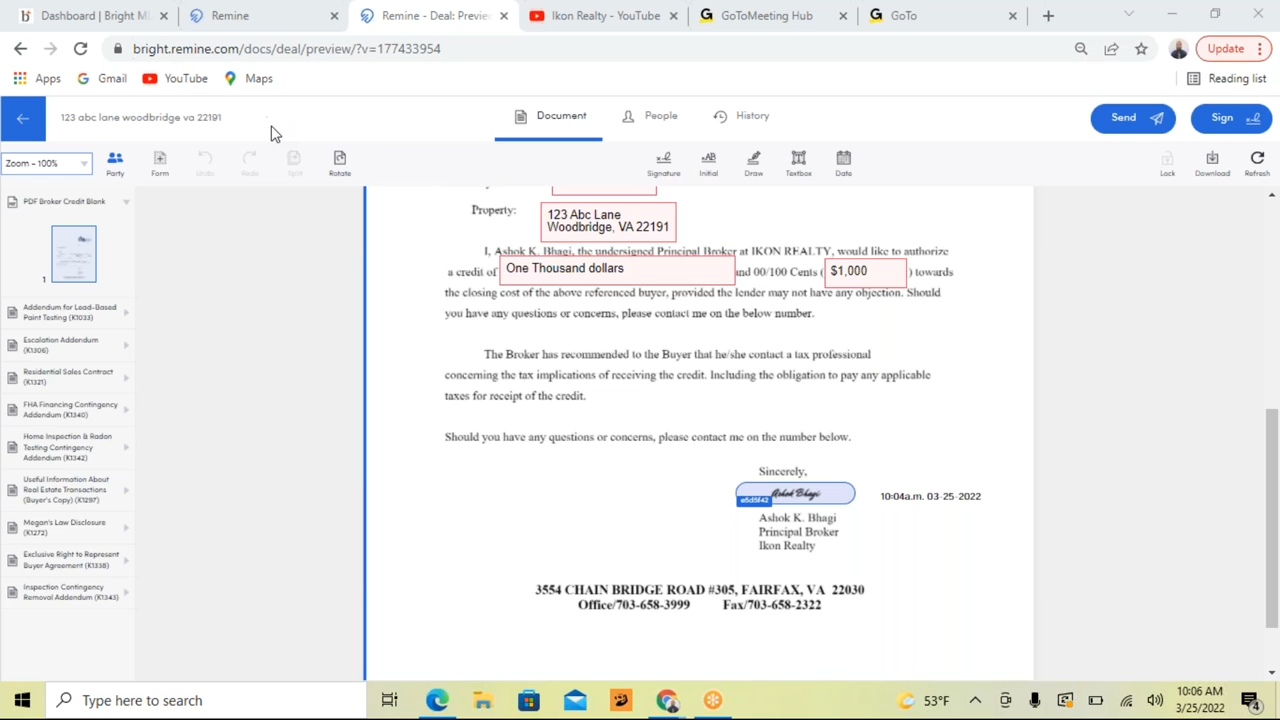 Dashboard | Bright ML
Remine
Remine - Deal: Preview
Ikon Realty - YouTube
GoToMeeting Hub
GoTo
bright.remine.com/docs/deal/preview/?v=177433954
Update
Apps
Gmail
YouTube
Maps
Reading list
123 abc lane woodbridge va 22191
Document
People
History
Send
Sign
Zoom - 100%
Party
Form
Undo
Redo
Split
Rotate
Signature
Initial
Draw
Textbox
Date
Lock
Download
Refresh
PDF Broker Credit Blank
1
Addendum for Lead-Based
Paint Testing (K1033)
Escalation Addendum
(K1306)
Residential Sales Contract
(K1321)
FHA Financing Contingency
Addendum (K1340)
Home Inspection & Radon
Testing Contingency
Addendum (K1342)
Useful Information About
Real Estate Transactions
(Buyer's Copy) (K1297)
Megan's Law Disclosure
(K1272)
Exclusive Right to Represent
Buyer Agreement (K1338)
Inspection Contingency
Removal Addendum (K1343)
Property:
123 Abc Lane
Woodbridge, VA 22191
I, Ashok K. Bhagi, the undersigned Principal Broker at IKON REALTY, would like to authorize
a credit of One Thousand dollars and 00/100 Cents ( $1,000 ) towards
the closing cost of the above referenced buyer, provided the lender may not have any objection. Should
you have any questions or concerns, please contact me on the below number.
The Broker has recommended to the Buyer that he/she contact a tax professional
concerning the tax implications of receiving the credit. Including the obligation to pay any applicable
taxes for receipt of the credit.
Should you have any questions or concerns, please contact me on the number below.
Sincerely,
Ashok Bhagi
e5d5f42
10:04a.m. 03-25-2022
Ashok K. Bhagi
Principal Broker
Ikon Realty
3554 CHAIN BRIDGE ROAD #305, FAIRFAX, VA 22030
Office/703-658-3999 Fax/703-658-2322
Type here to search
53°F
10:06 AM
3/25/2022
4